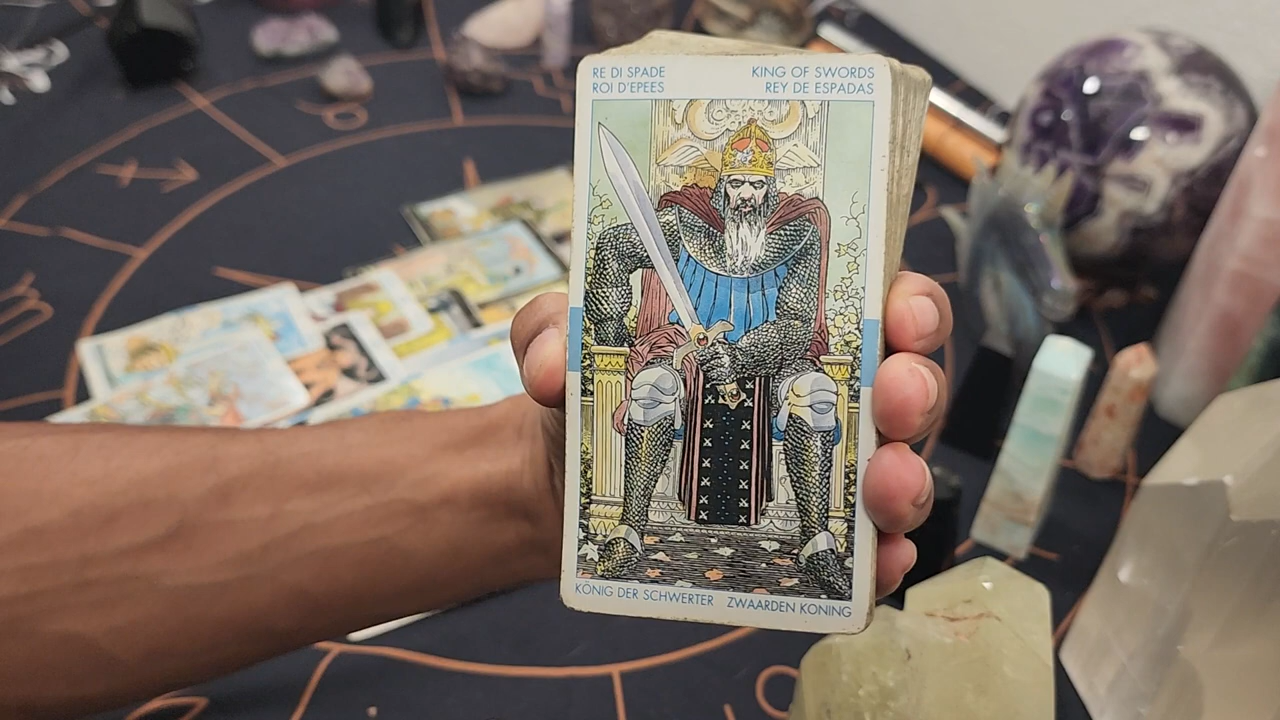 RE DI SPADE
ROI D'EPEES
KING OF SWORDS
REY DE ESPADAS
KÖNIG DER SCHWERTER
ZWAARDEN KONING